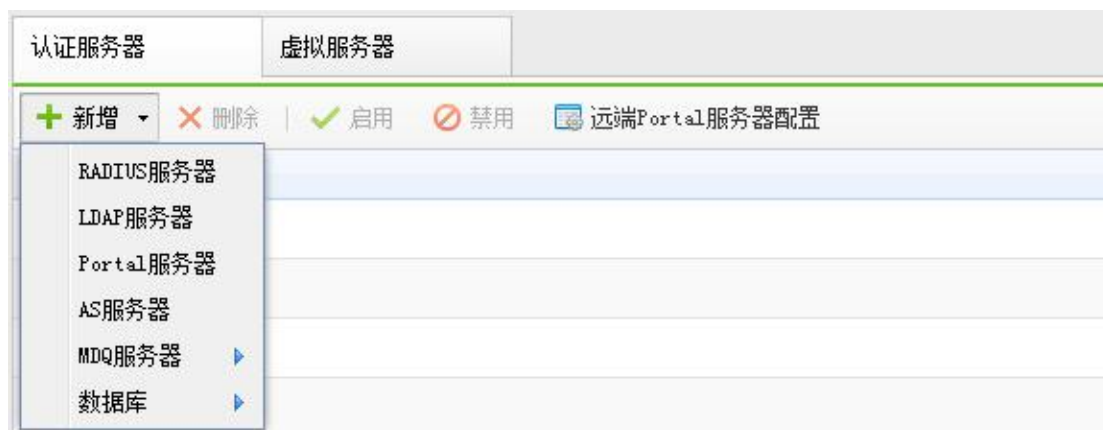 认证服务器 虚拟服务器
新增 删除 启用 禁用 远端Portal服务器配置
RADIUS服务器
LDAP服务器
Portal服务器
AS服务器
MDQ服务器
数据库